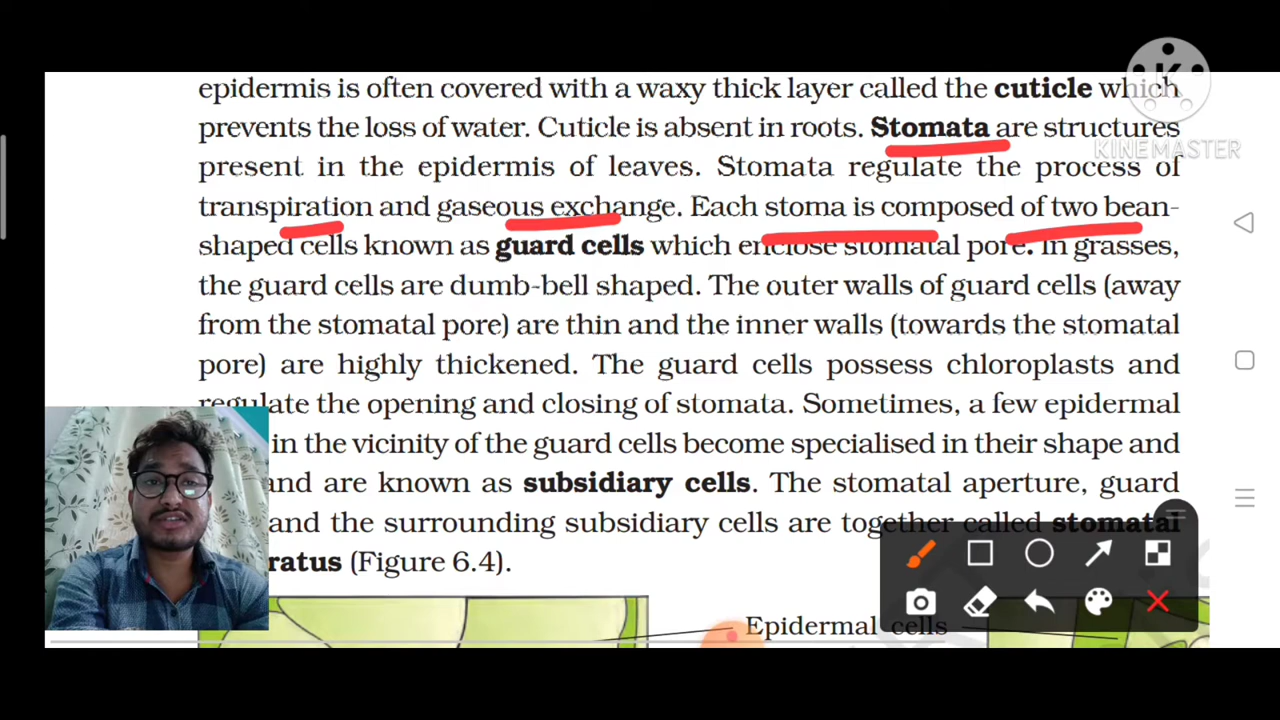 epidermis is often covered with a waxy thick layer called the cuticle which
prevents the loss of water. Cuticle is absent in roots. Stomata are structures
KINEMASTER
present in the epidermis of leaves. Stomata regulate the process of
transpiration and gaseous exchange. Each stoma is composed of two bean-
shaped cells known as guard cells which enclose stomatal pore. In grasses,
the guard cells are dumb-bell shaped. The outer walls of guard cells (away
from the stomatal pore) are thin and the inner walls (towards the stomatal
pore) are highly thickened. The guard cells possess chloroplasts and
regulate the opening and closing of stomata. Sometimes, a few epidermal
in the vicinity of the guard cells become specialised in their shape and
and are known as subsidiary cells. The stomatal aperture, guard
and the surrounding subsidiary cells are together called stomatal
ratus (Figure 6.4).
Epidermal cells